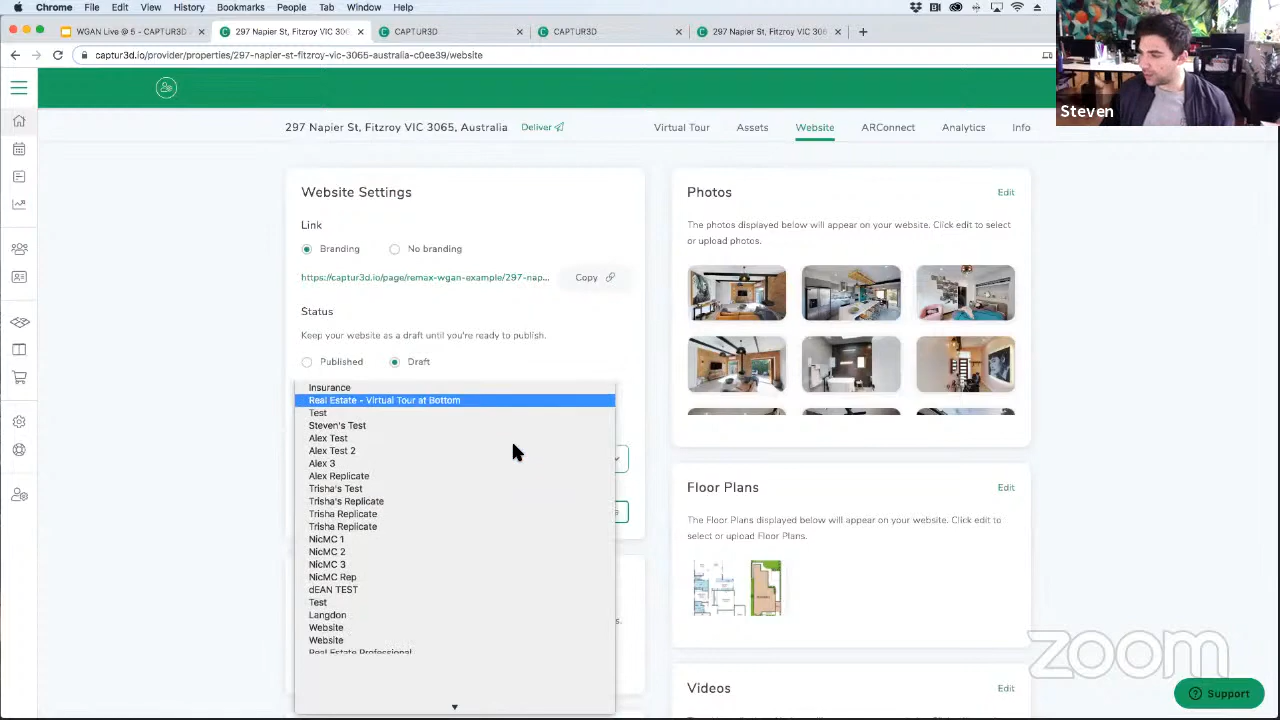 Chrome File Edit View History Bookmarks People Tab Window Help
WGAN Live @ 5 - CAPTUR3D
297 Napier St, Fitzroy VIC 306
CAPTUR3D
CAPTUR3D
297 Napier St, Fitzroy VIC 306
captur3d.io/provider/properties/297-napier-st-fitzroy-vic-3065-australia-c0ee39/website
Steven
297 Napier St, Fitzroy VIC 3065, Australia
Deliver
Virtual Tour Assets Website ARConnect Analytics Info
Website Settings
Link
Branding
No branding
https://captur3d.io/page/remax-wgan-example/297-nap...
Copy
Status
Keep your website as a draft until you're ready to publish.
Published
Draft
Insurance
Real Estate - Virtual Tour at Bottom
Test
Steven's Test
Alex Test
Alex Test 2
Alex 3
Alex Replicate
Trisha's Test
Trisha's Replicate
Trisha Replicate
Trisha Replicate
NicMC 1
NicMC 2
NicMC 3
NicMC Rep
dEAN TEST
Test
Langdon
Website
Website
Real Estate Professional
Photos
Edit
The photos displayed below will appear on your website. Click edit to select
or upload photos.
Floor Plans
Edit
The Floor Plans displayed below will appear on your website. Click edit to
select or upload Floor Plans.
Videos
Edit
zoom
Support